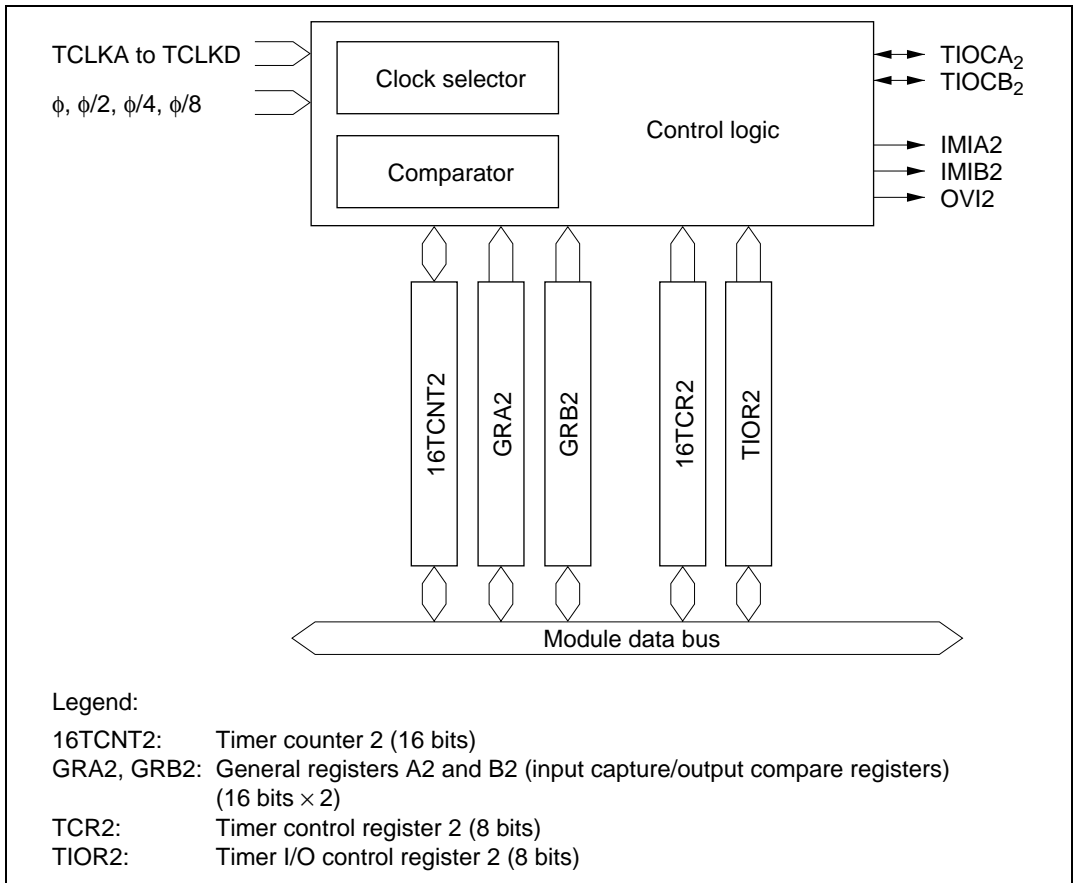 TCLKA to TCLKD
ϕ, ϕ/2, ϕ/4, ϕ/8
Clock selector
Comparator
Control logic
TIOCA₂
TIOCB₂
IMIA2
IMIB2
OVI2
16TCNT2
GRA2
GRB2
16TCR2
TIOR2
Module data bus
Legend:
16TCNT2: Timer counter 2 (16 bits)
GRA2, GRB2: General registers A2 and B2 (input capture/output compare registers)
(16 bits × 2)
TCR2: Timer control register 2 (8 bits)
TIOR2: Timer I/O control register 2 (8 bits)